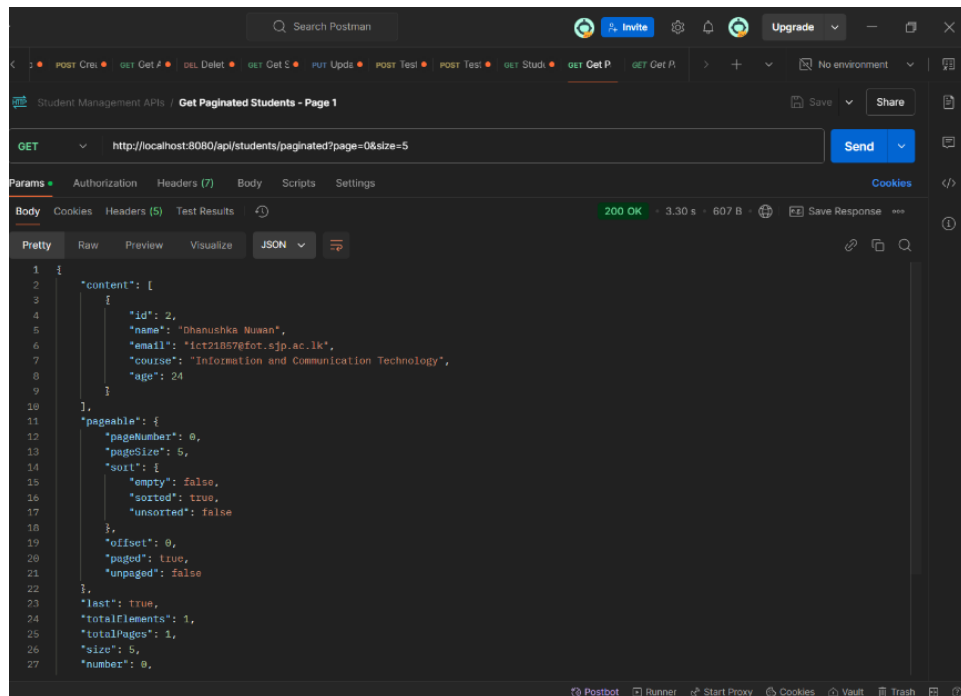 Search Postman
Invite
Upgrade
POST Crea GET Get A DEL Delet GET Get S PUT Upda POST Test POST Test GET Stude GET Get P. GET Get P. No environment
HTTP Student Management APIs / Get Paginated Students - Page 1 Save Share
GET http://localhost:8080/api/students/paginated?page=0&size=5 Send
Params Authorization Headers (7) Body Scripts Settings Cookies
Body Cookies Headers (5) Test Results 200 OK 3.30 s 607 B Save Response
Pretty Raw Preview Visualize JSON
1 {
2 "content": [
3 {
4 "id": 2,
5 "name": "Dhanushka Nuwan",
6 "email": "ict21857@fot.sjp.ac.lk",
7 "course": "Information and Communication Technology",
8 "age": 24
9 }
10 ],
11 "pageable": {
12 "pageNumber": 0,
13 "pageSize": 5,
14 "sort": {
15 "empty": false,
16 "sorted": true,
17 "unsorted": false
18 },
19 "offset": 0,
20 "paged": true,
21 "unpaged": false
22 },
23 "last": true,
24 "totalElements": 1,
25 "totalPages": 1,
26 "size": 5,
27 "number": 0,
Postbot Runner Start Proxy Cookies Vault Trash